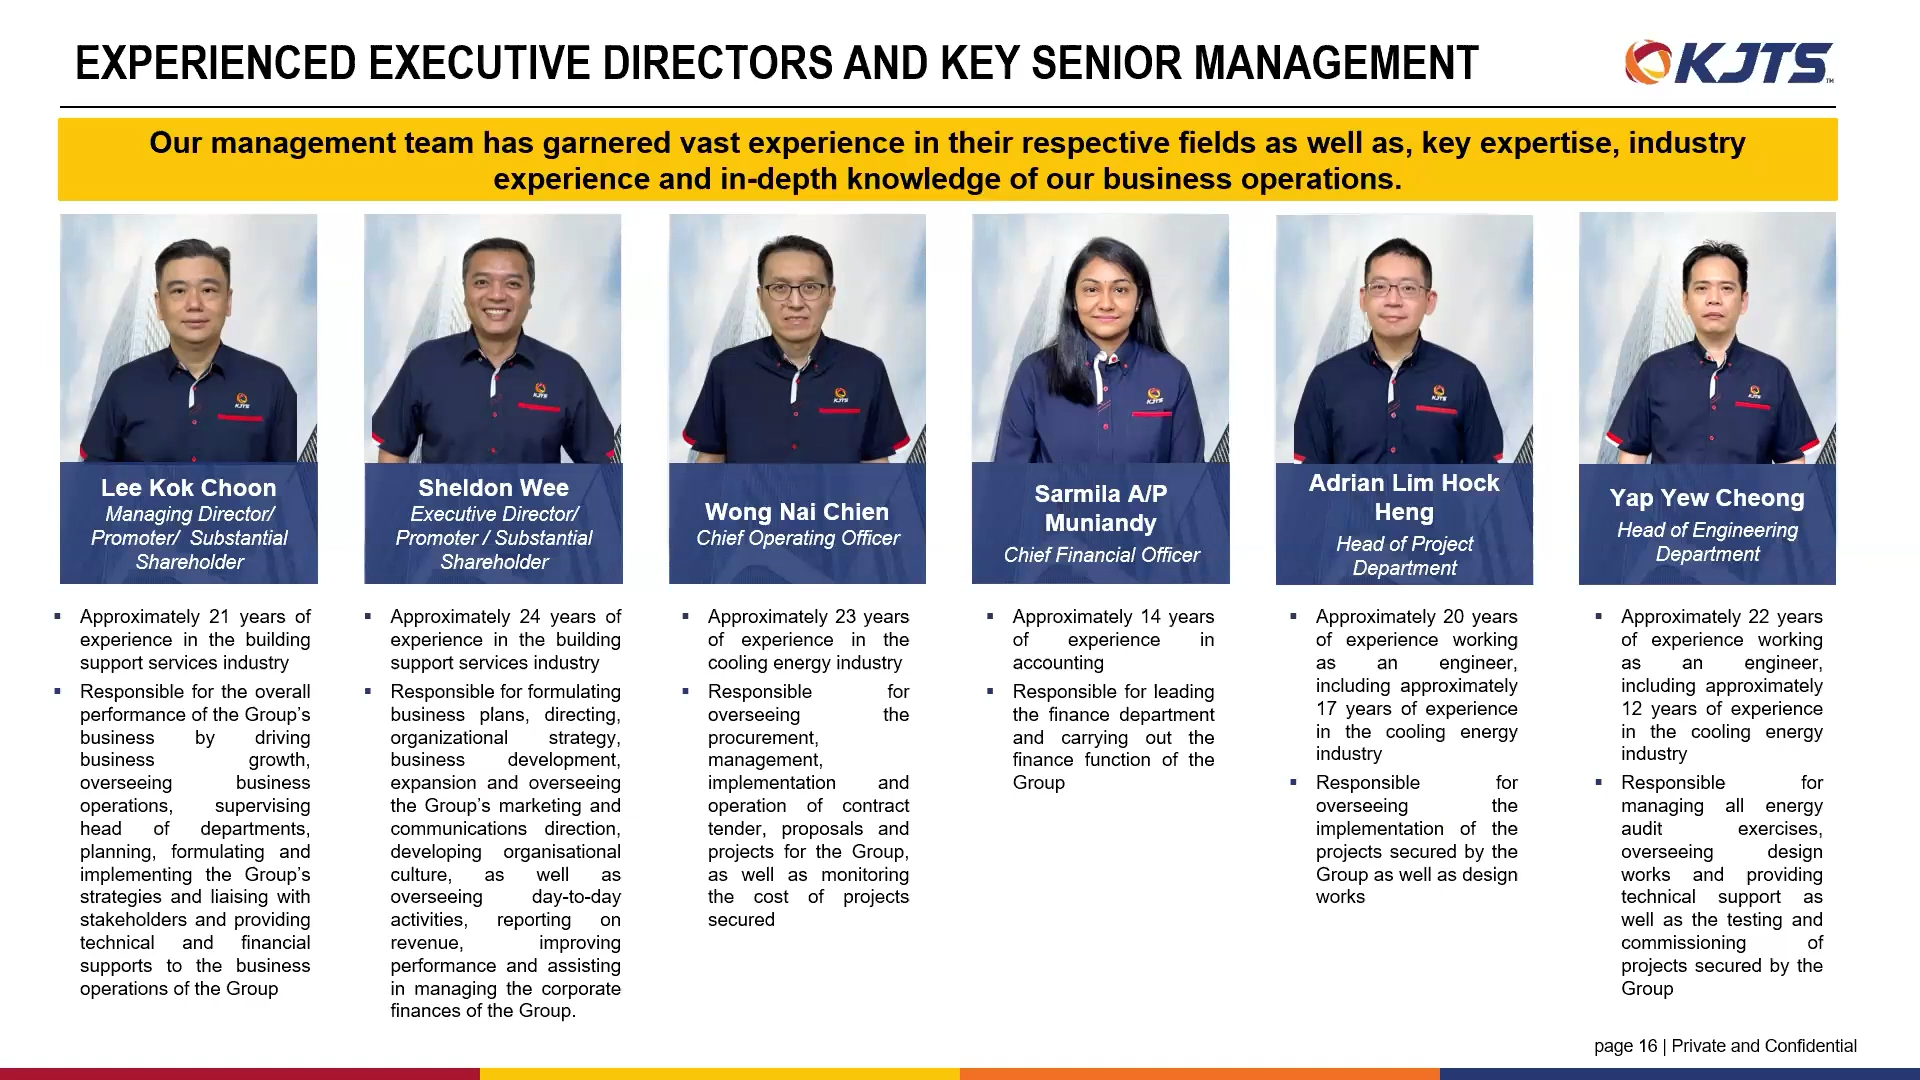 EXPERIENCED EXECUTIVE DIRECTORS AND KEY SENIOR MANAGEMENT
KJTS
TM
Our management team has garnered vast experience in their respective fields as well as, key expertise, industry
experience and in-depth knowledge of our business operations.
KJTS
KJTS
KJTS
KJTS
KJTS
KJTS
Lee Kok Choon
Managing Director/
Promoter/ Substantial
Shareholder
Approximately 21 years of
experience in the building
support services industry
Responsible for the overall
performance of the Group’s
business by driving
business growth,
overseeing business
operations, supervising
head of departments,
planning, formulating and
implementing the Group’s
strategies and liaising with
stakeholders and providing
technical and financial
supports to the business
operations of the Group
Sheldon Wee
Executive Director/
Promoter / Substantial
Shareholder
Approximately 24 years of
experience in the building
support services industry
Responsible for formulating
business plans, directing,
organizational strategy,
business development,
expansion and overseeing
the Group’s marketing and
communications direction,
developing organisational
culture, as well as
overseeing day-to-day
activities, reporting on
revenue, improving
performance and assisting
in managing the corporate
finances of the Group.
Wong Nai Chien
Chief Operating Officer
Approximately 23 years
of experience in the
cooling energy industry
Responsible for
overseeing the
procurement,
management,
implementation and
operation of contract
tender, proposals and
projects for the Group,
as well as monitoring
the cost of projects
secured
Sarmila A/P
Muniandy
Chief Financial Officer
Approximately 14 years
of experience in
accounting
Responsible for leading
the finance department
and carrying out the
finance function of the
Group
Adrian Lim Hock
Heng
Head of Project
Department
Approximately 20 years
of experience working
as an engineer,
including approximately
17 years of experience
in the cooling energy
industry
Responsible for
overseeing the
implementation of the
projects secured by the
Group as well as design
works
Yap Yew Cheong
Head of Engineering
Department
Approximately 22 years
of experience working
as an engineer,
including approximately
12 years of experience
in the cooling energy
industry
Responsible for
managing all energy
audit exercises,
overseeing design
works and providing
technical support as
well as the testing and
commissioning of
projects secured by the
Group
page 16 | Private and Confidential